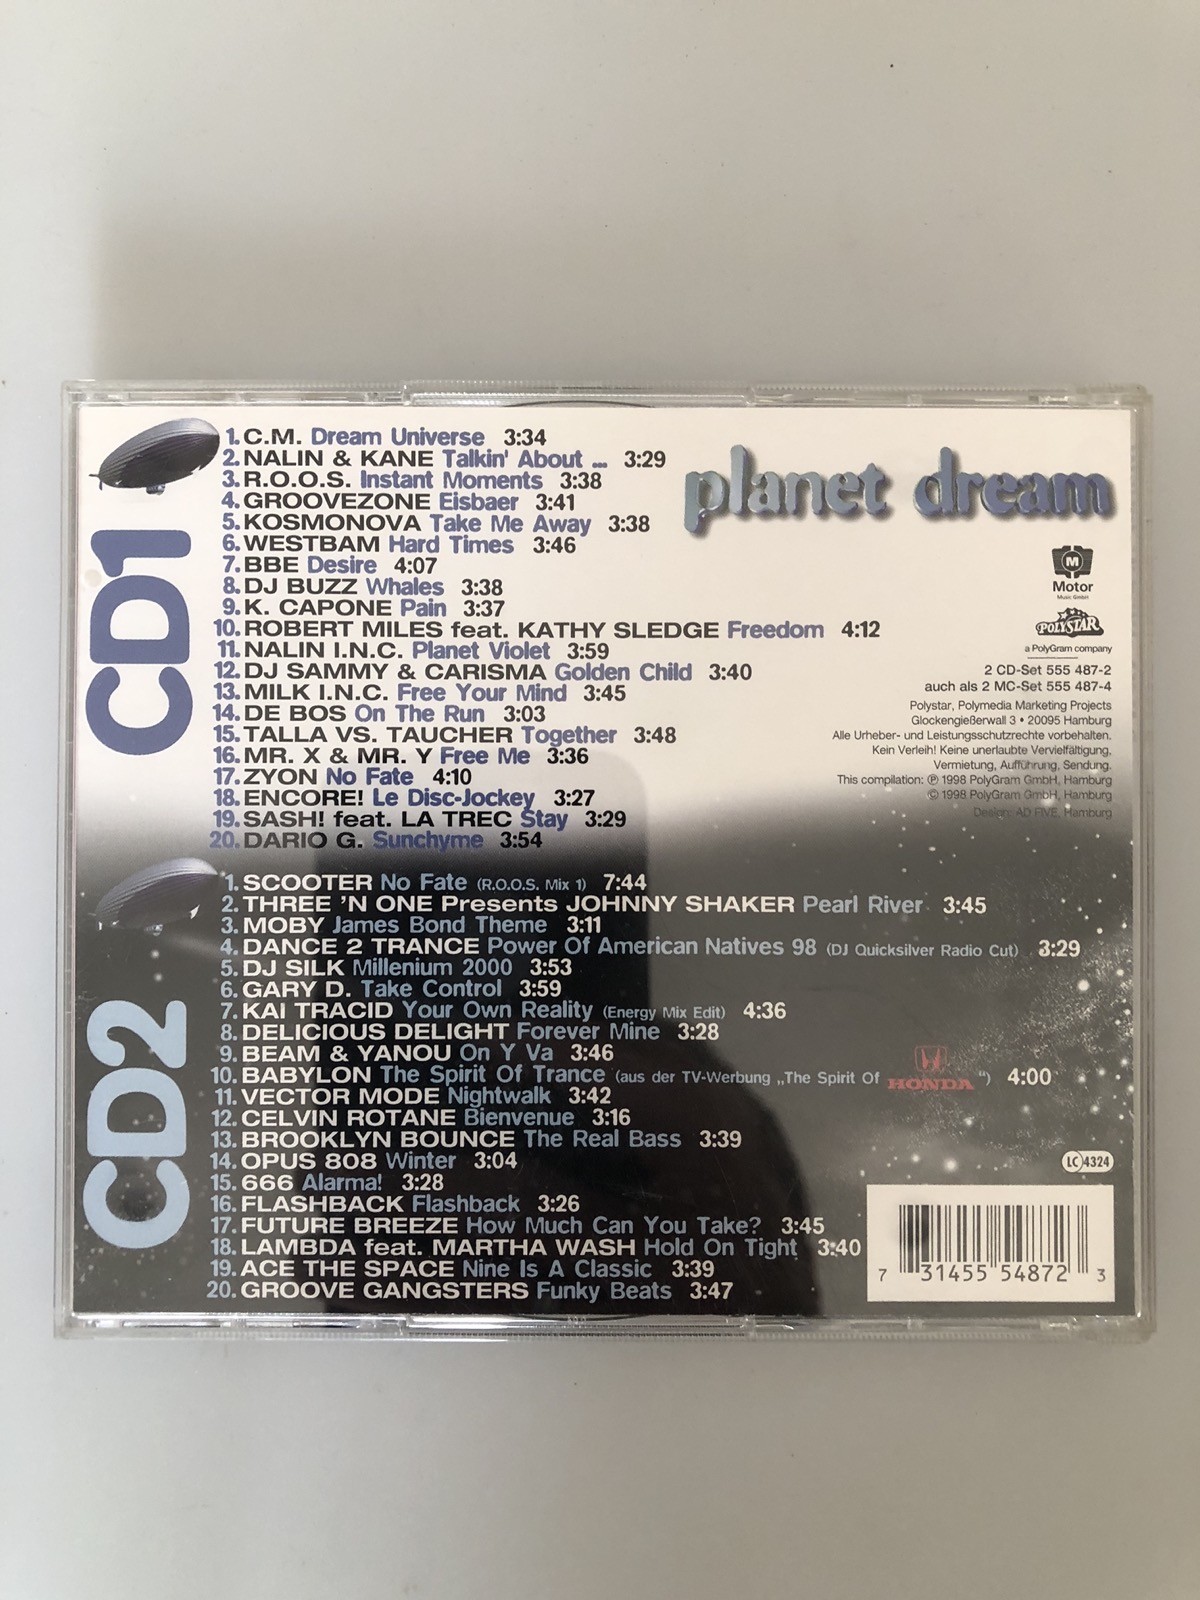 CD1
1. C.M. Dream Universe 3:34
2. NALIN & KANE Talkin' About ... 3:29
3. R.O.O.S. Instant Moments 3:38
4. GROOVEZONE Eisbaer 3:41
5. KOSMONOVA Take Me Away 3:38
6. WESTBAM Hard Times 3:46
7. BBE Desire 4:07
8. DJ BUZZ Whales 3:38
9. K. CAPONE Pain 3:37
10. ROBERT MILES feat. KATHY SLEDGE Freedom 4:12
11. NALIN I.N.C. Planet Violet 3:59
12. DJ SAMMY & CARISMA Golden Child 3:40
13. MILK I.N.C. Free Your Mind 3:45
14. DE BOS On The Run 3:03
15. TALLA VS. TAUCHER Together 3:48
16. MR. X & MR. Y Free Me 3:36
17. ZYON No Fate 4:10
18. ENCORE! Le Disc-Jockey 3:27
19. SASH! feat. LA TREC Stay 3:29
20. DARIO G. Sunchyme 3:54
planet dream
M
Motor
Music GmbH
POLYSTAR
a PolyGram company
2 CD-Set 555 487-2
auch als 2 MC-Set 555 487-4
Polystar, Polymedia Marketing Projects
Glockengießerwall 3 • 20095 Hamburg
Alle Urheber- und Leistungsschutzrechte vorbehalten.
Kein Verleih! Keine unerlaubte Vervielfältigung,
Vermietung, Aufführung, Sendung.
This compilation: ℗ 1998 PolyGram GmbH, Hamburg
© 1998 PolyGram GmbH, Hamburg
Design: AD FIVE, Hamburg
CD2
1. SCOOTER No Fate (R.O.O.S. Mix 1) 7:44
2. THREE 'N ONE Presents JOHNNY SHAKER Pearl River 3:45
3. MOBY James Bond Theme 3:11
4. DANCE 2 TRANCE Power Of American Natives 98 (DJ Quicksilver Radio Cut) 3:29
5. DJ SILK Millenium 2000 3:53
6. GARY D. Take Control 3:59
7. KAI TRACID Your Own Reality (Energy Mix Edit) 4:36
8. DELICIOUS DELIGHT Forever Mine 3:28
9. BEAM & YANOU On Y Va 3:46
10. BABYLON The Spirit Of Trance (aus der TV-Werbung „The Spirit Of HONDA“) 4:00
11. VECTOR MODE Nightwalk 3:42
12. CELVIN ROTANE Bienvenue 3:16
13. BROOKLYN BOUNCE The Real Bass 3:39
14. OPUS 808 Winter 3:04
15. 666 Alarma! 3:28
16. FLASHBACK Flashback 3:26
17. FUTURE BREEZE How Much Can You Take? 3:45
18. LAMBDA feat. MARTHA WASH Hold On Tight 3:40
19. ACE THE SPACE Nine Is A Classic 3:39
20. GROOVE GANGSTERS Funky Beats 3:47
LC 4324
7 31455 54872 3